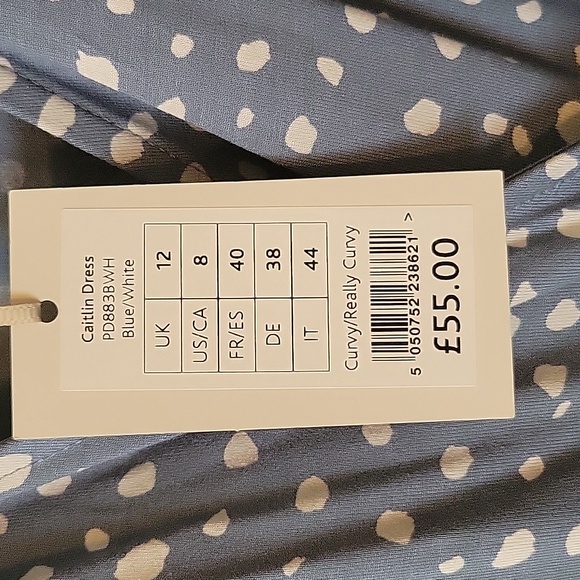 Caitlin Dress
PD883BWH
Blue/White
UK 12
US/CA 8
FR/ES 40
DE 38
IT 44
Curvy/Really Curvy
5 050752 238621 >
£55.00